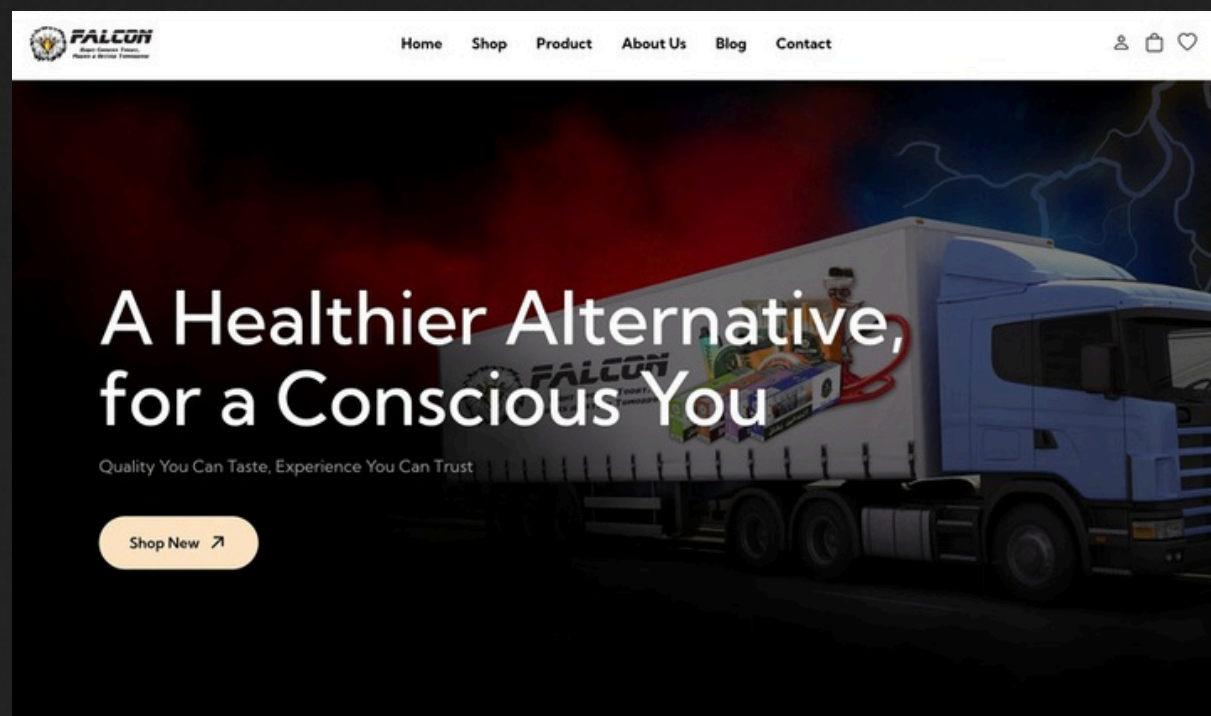 FALCON
Home Shop Product About Us Blog Contact
A Healthier Alternative,
for a Conscious You
FALCON
Quality You Can Taste, Experience You Can Trust
Shop New